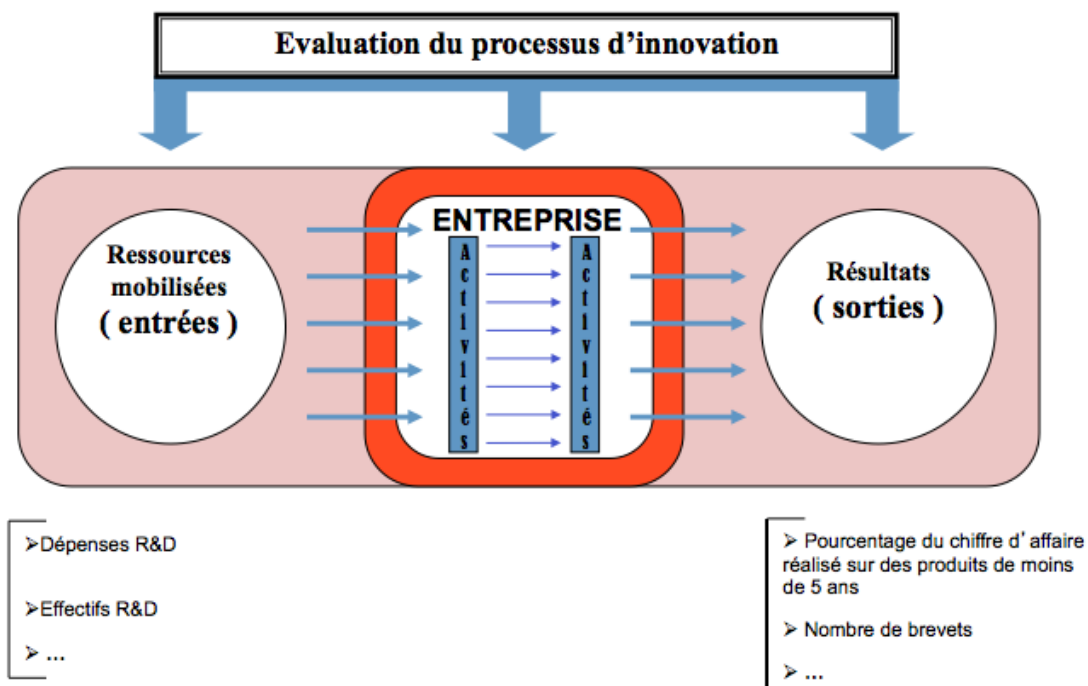 Evaluation du processus d’innovation
Ressources
mobilisées
( entrées )
ENTREPRISE
Activités
Activités
Résultats
( sorties )
➢Dépenses R&D
➢Effectifs R&D
➢ ...
➢ Pourcentage du chiffre d’ affaire
réalisé sur des produits de moins
de 5 ans
➢ Nombre de brevets
➢ ...